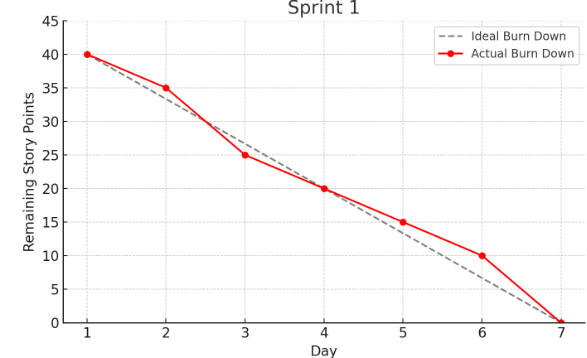 Sprint 1
45
40
35
30
25
20
15
10
5
0
Remaining Story Points
Ideal Burn Down
Actual Burn Down
1 2 3 4 5 6 7
Day